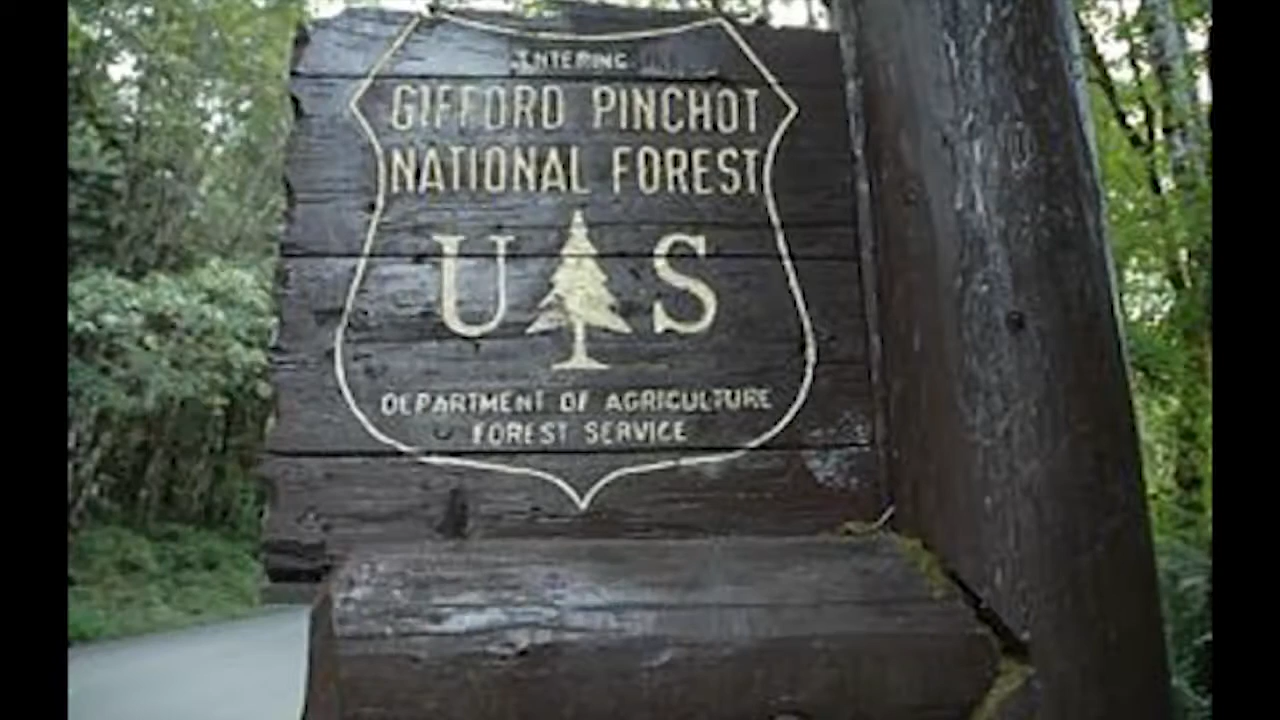 ENTERING
GIFFORD PINCHOT
NATIONAL FOREST
U S
DEPARTMENT OF AGRICULTURE
FOREST SERVICE